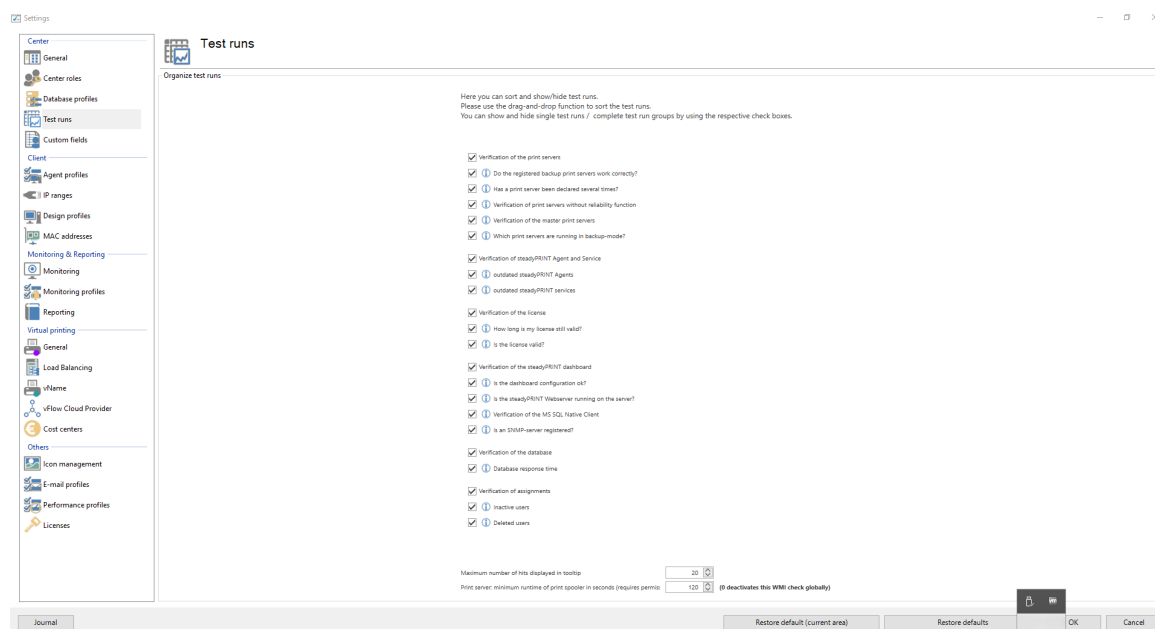 Settings
Center
General
Center roles
Database profiles
Test runs
Custom fields
Client
Agent profiles
IP ranges
Design profiles
MAC addresses
Monitoring & Reporting
Monitoring
Monitoring profiles
Reporting
Virtual printing
General
Load Balancing
vName
vFlow Cloud Provider
Cost centers
Others
Icon management
E-mail profiles
Performance profiles
Licenses
Test runs
Organize test runs
Here you can sort and show/hide test runs.
Please use the drag-and-drop function to sort the test runs.
You can show and hide single test runs / complete test run groups by using the respective check boxes.
Verification of the print servers
Do the registered backup print servers work correctly?
Has a print server been declared several times?
Verification of print servers without reliability function
Verification of the master print servers
Which print servers are running in backup-mode?
Verification of steadyPRINT Agent and Service
outdated steadyPRINT Agents
outdated steadyPRINT services
Verification of the license
How long is my license still valid?
Is the license valid?
Verification of the steadyPRINT dashboard
Is the dashboard configuration ok?
Is the steadyPRINT Webserver running on the server?
Verification of the MS SQL Native Client
Is an SNMP-server registered?
Verification of the database
Database response time
Verification of assignments
Inactive users
Deleted users
Maximum number of hits displayed in tooltip 20
Print server: minimum runtime of print spooler in seconds (requires permis 120 (0 deactivates this WMI check globally)
Journal Restore default (current area) Restore defaults OK Cancel